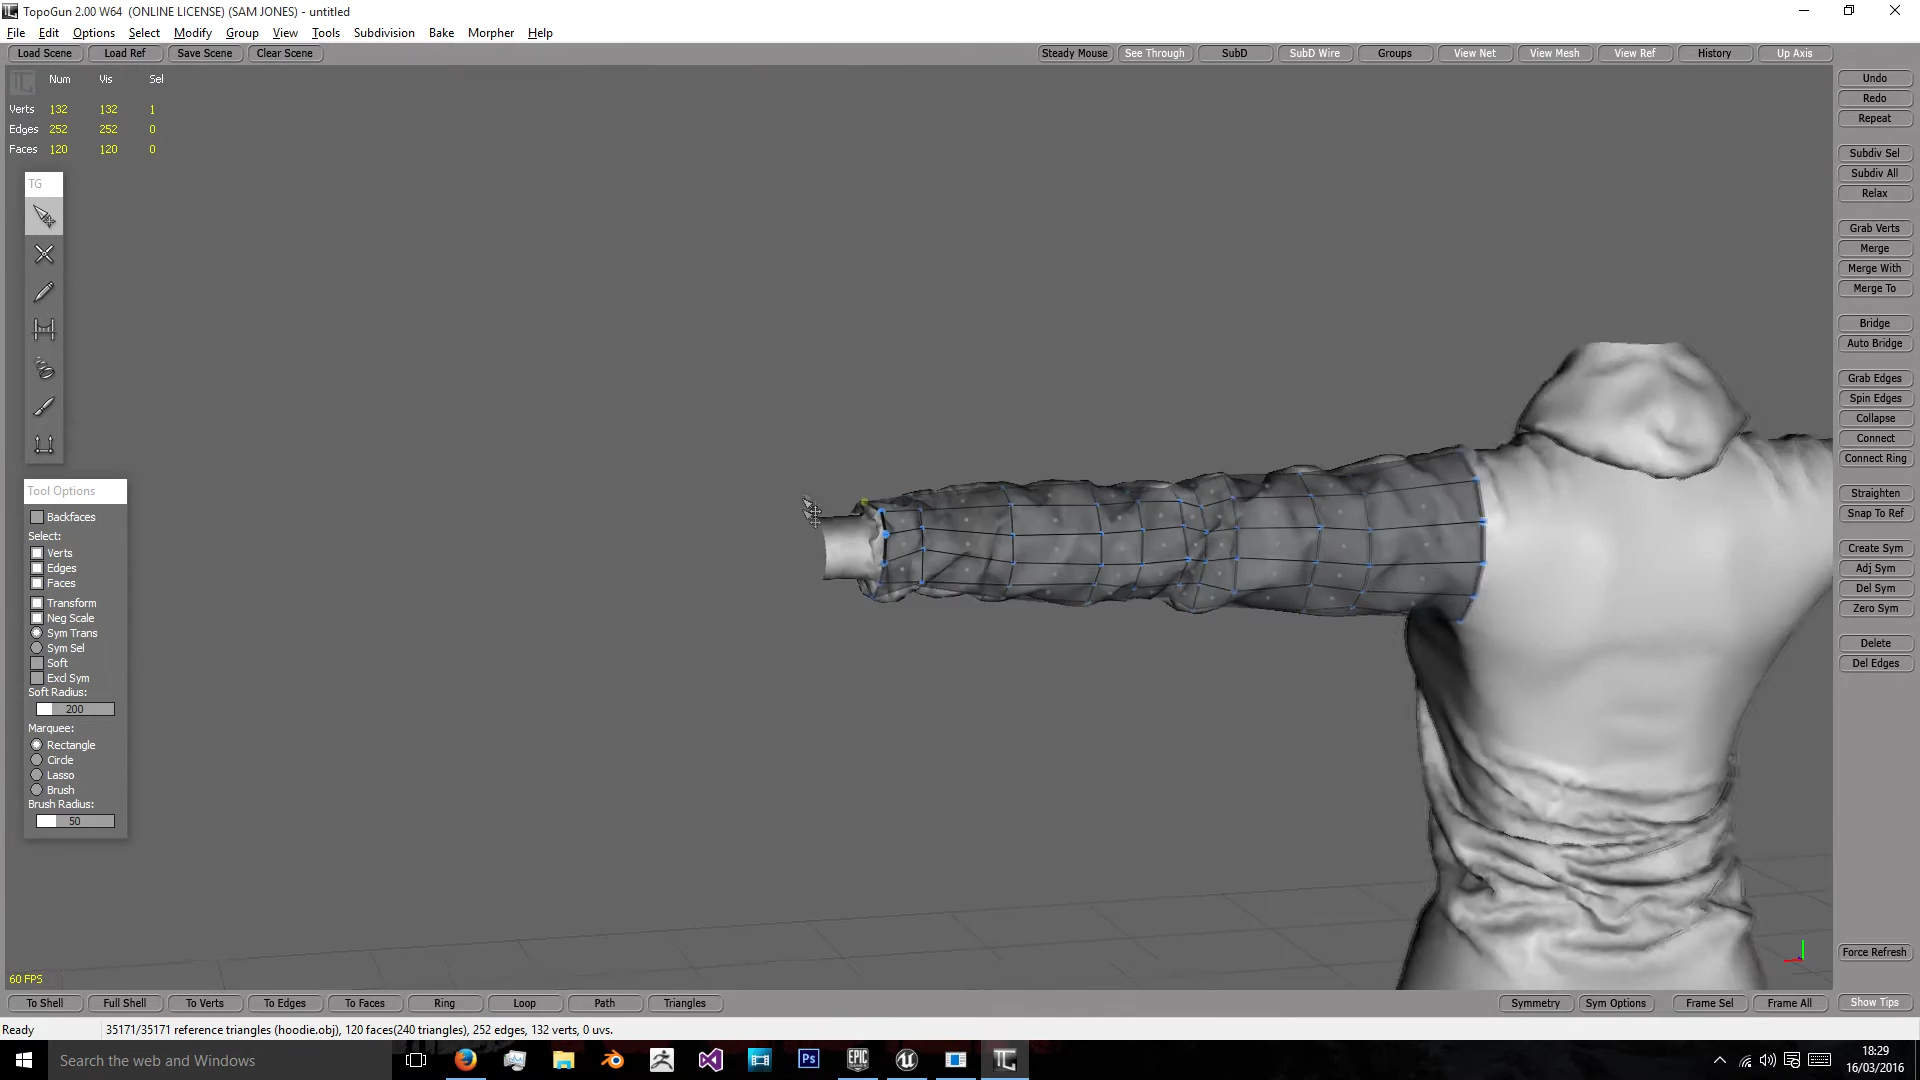 TopoGun 2.00 W64 (ONLINE LICENSE) (SAM JONES) - untitled
File Edit Options Select Modify Group View Tools Subdivision Bake Morpher Help
Load Scene Load Ref Save Scene Clear Scene Steady Mouse See Through SubD SubD Wire Groups View Net View Mesh View Ref History Up Axis
Num Vis Sel
Verts 132 132 1
Edges 252 252 0
Faces 120 120 0
TG
Tool Options
Backfaces
Select:
Verts
Edges
Faces
Transform
Neg Scale
Sym Trans
Sym Sel
Soft
Excl Sym
Soft Radius:
200
Marquee:
Rectangle
Circle
Lasso
Brush
Brush Radius:
50
60 FPS
Undo
Redo
Repeat
Subdiv Sel
Subdiv All
Relax
Grab Verts
Merge
Merge With
Merge To
Bridge
Auto Bridge
Grab Edges
Spin Edges
Collapse
Connect
Connect Ring
Straighten
Snap To Ref
Create Sym
Adj Sym
Del Sym
Zero Sym
Delete
Del Edges
Force Refresh
To Shell Full Shell To Verts To Edges To Faces Ring Loop Path Triangles Symmetry Sym Options Frame Sel Frame All Show Tips
Ready 35171/35171 reference triangles (hoodie.obj), 120 faces(240 triangles), 252 edges, 132 verts, 0 uvs.
Search the web and Windows
Ps
EPIC
18:29
16/03/2016